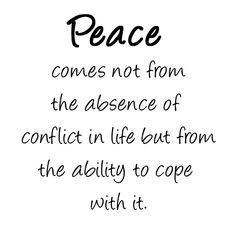 Peace
comes not from
the absence of
conflict in life but from
the ability to cope
with it.